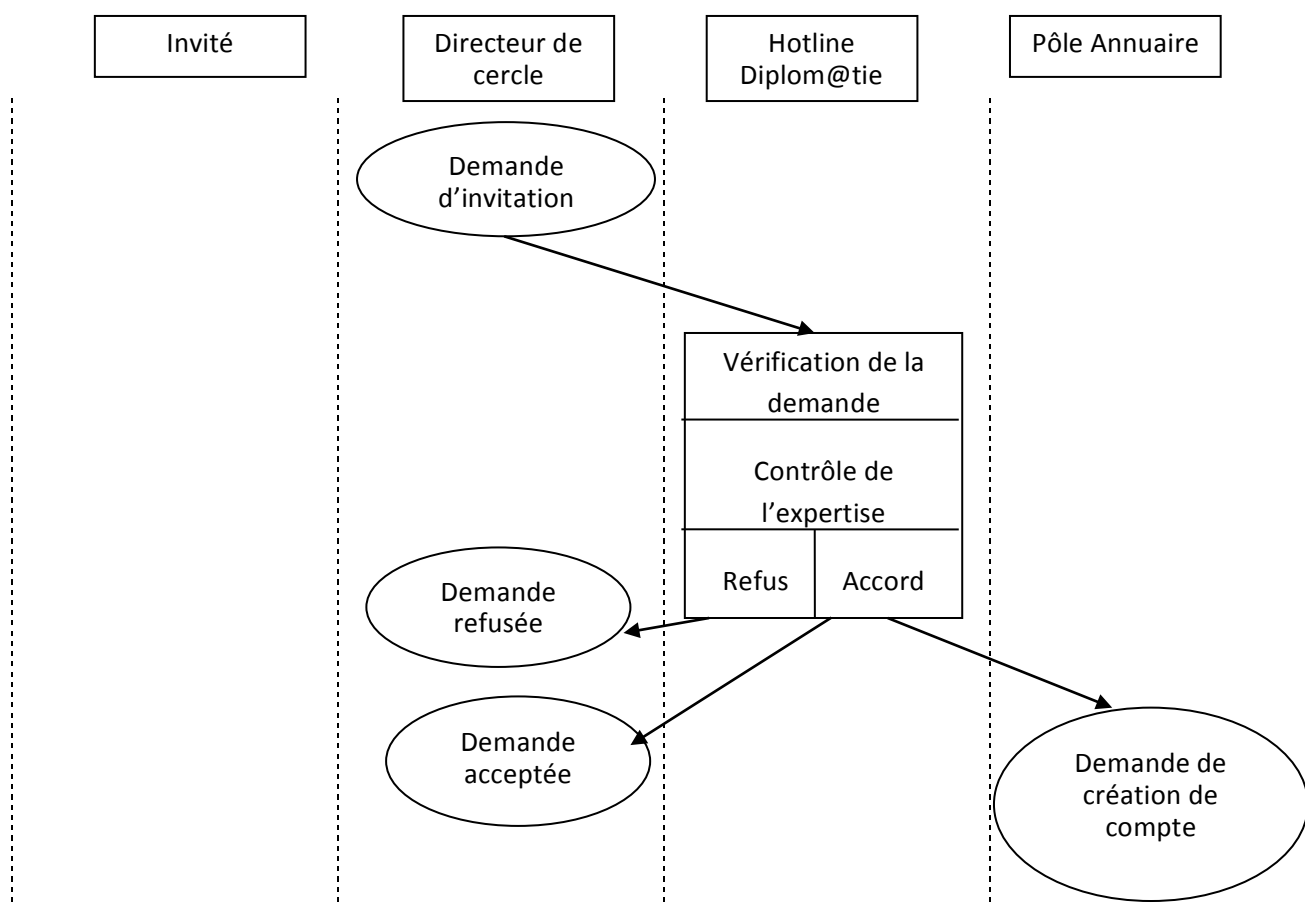 Invité
Directeur de
cercle
Hotline
Diplom@tie
Pôle Annuaire
Demande
d'invitation
Vérification de la
demande
Contrôle de
l'expertise
Refus
Accord
Demande
refusée
Demande
acceptée
Demande de
création de
compte